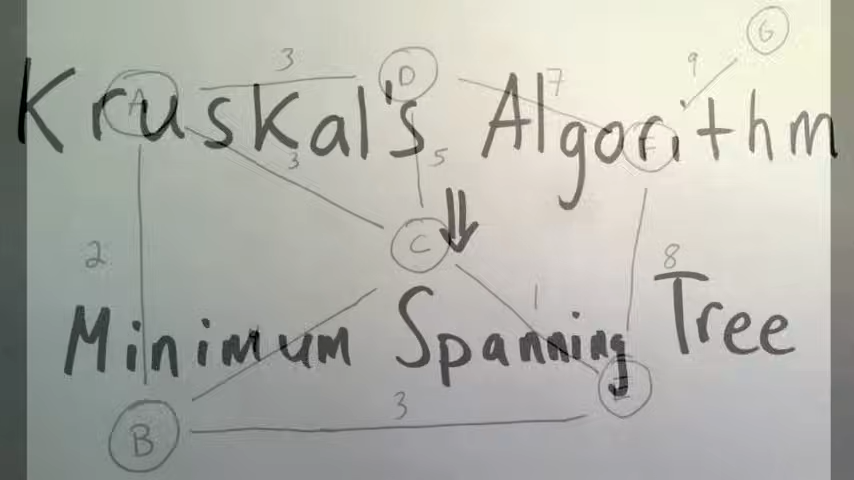 G
9
3
D
7
A
Kruskal's Algorithm
F
3
5
C
⇓
2
8
1
Minimum Spanning Tree
3
E
B